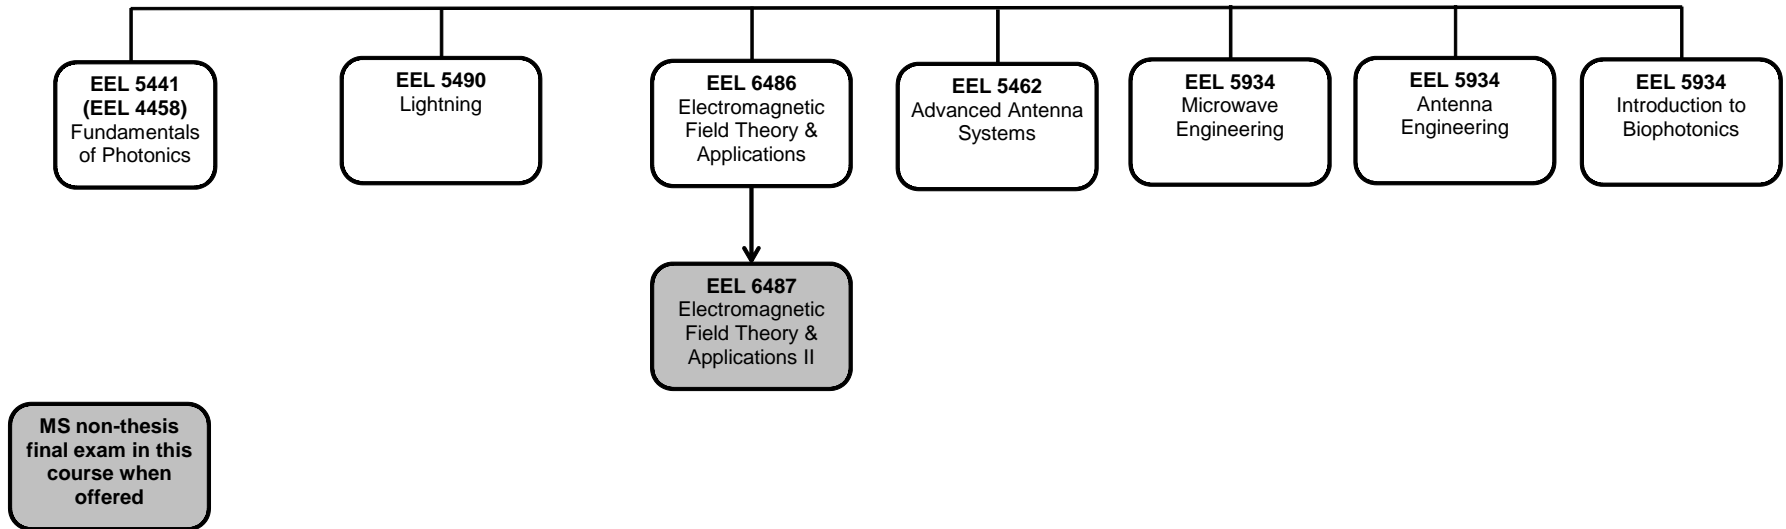 EEL 5441
(EEL 4458)
Fundamentals
of Photonics
EEL 5490
Lightning
EEL 6486
Electromagnetic
Field Theory &
Applications
EEL 5462
Advanced Antenna
Systems
EEL 5934
Microwave
Engineering
EEL 5934
Antenna
Engineering
EEL 5934
Introduction to
Biophotonics
EEL 6487
Electromagnetic
Field Theory &
Applications II
MS non-thesis
final exam in this
course when
offered